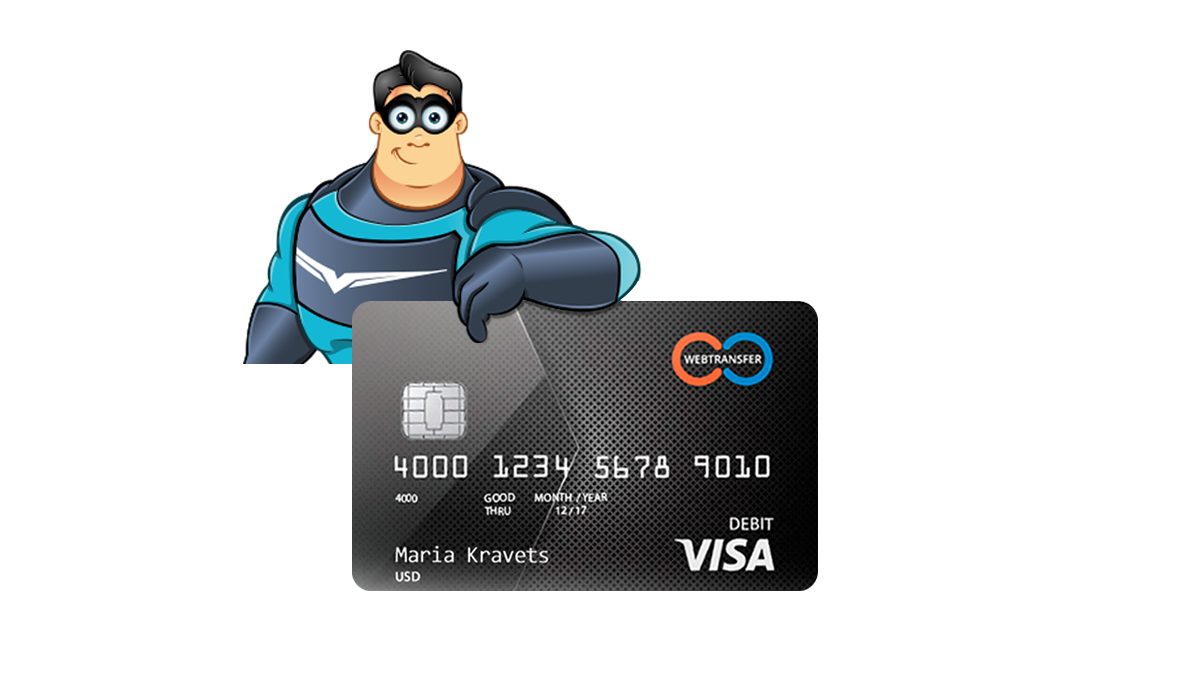 WEBTRANSFER
4000 1234 5678 9010
4000
GOOD THRU
MONTH / YEAR
12 / 17
DEBIT
VISA
Maria Kravets
USD